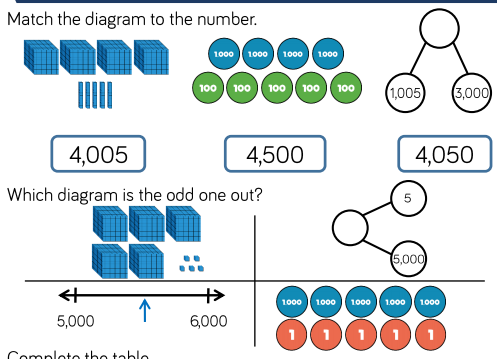 Match the diagram to the number.
1,000 1,000 1,000 1,000
100 100 100 100 100
1,005 3,000
4,005 4,500 4,050
Which diagram is the odd one out?
5
5,000
5,000 6,000
1,000 1,000 1,000 1,000 1,000
1 1 1 1 1
Complete the table